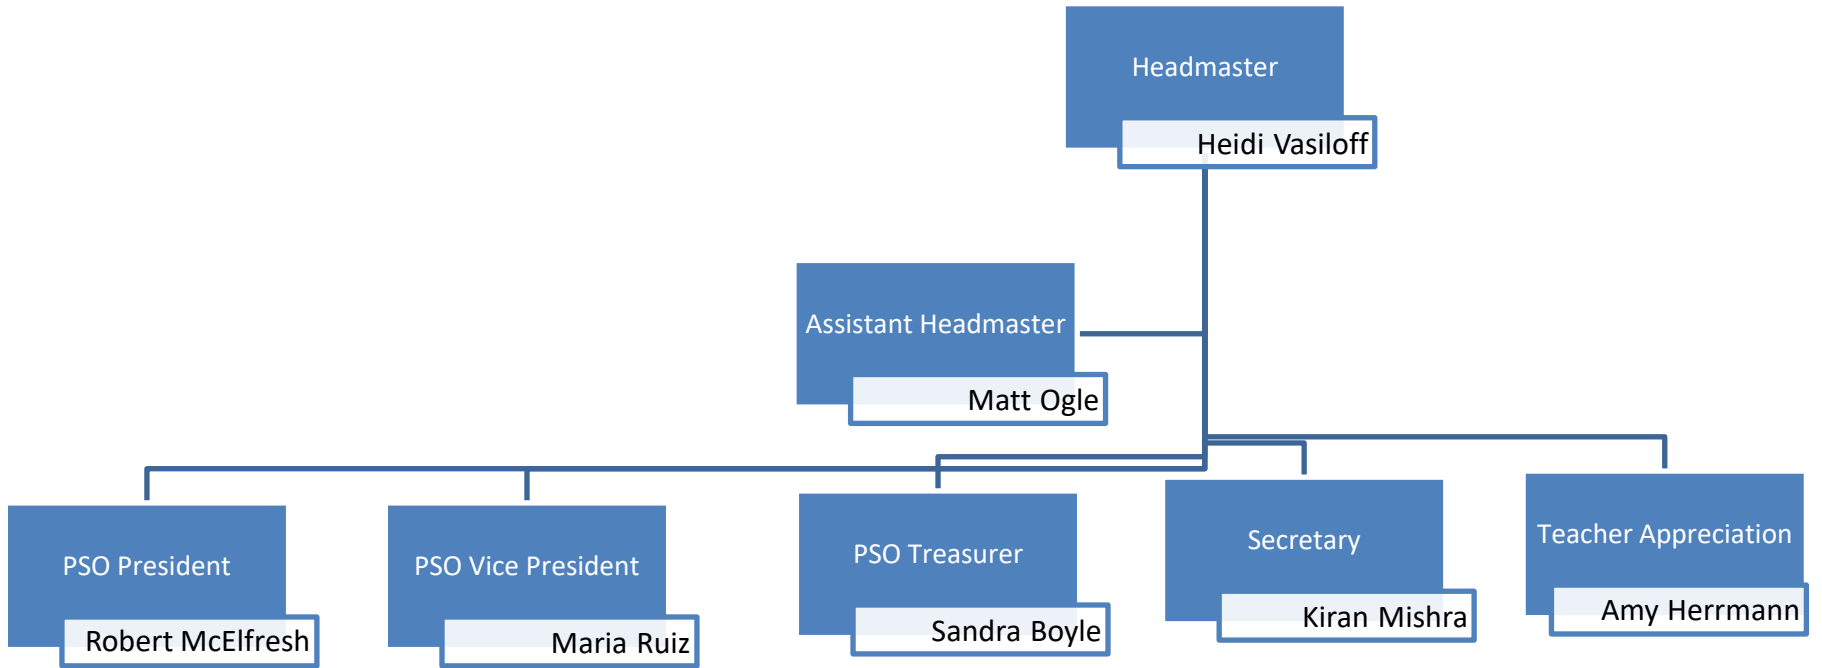 Headmaster
Heidi Vasiloff
Assistant Headmaster
Matt Ogle
PSO President
Robert McElfresh
PSO Vice President
Maria Ruiz
PSO Treasurer
Sandra Boyle
Secretary
Kiran Mishra
Teacher Appreciation
Amy Herrmann